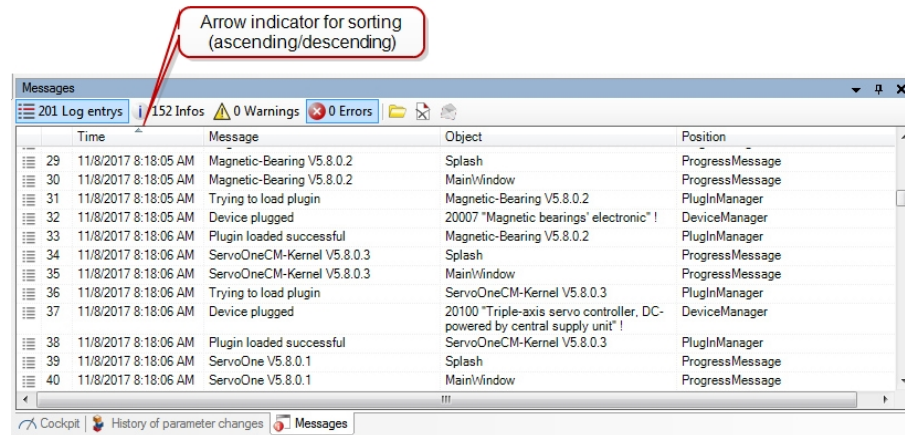 Arrow indicator for sorting
(ascending/descending)
Messages
201 Log entrys i 152 Infos 0 Warnings 0 Errors
Time Message Object Position
29 11/8/2017 8:18:05 AM Magnetic-Bearing V5.8.0.2 Splash ProgressMessage
30 11/8/2017 8:18:05 AM Magnetic-Bearing V5.8.0.2 MainWindow ProgressMessage
31 11/8/2017 8:18:05 AM Trying to load plugin Magnetic-Bearing V5.8.0.2 PlugInManager
32 11/8/2017 8:18:05 AM Device plugged 20007 "Magnetic bearings' electronic" ! DeviceManager
33 11/8/2017 8:18:06 AM Plugin loaded successful Magnetic-Bearing V5.8.0.2 PlugInManager
34 11/8/2017 8:18:06 AM ServoOneCM-Kernel V5.8.0.3 Splash ProgressMessage
35 11/8/2017 8:18:06 AM ServoOneCM-Kernel V5.8.0.3 MainWindow ProgressMessage
36 11/8/2017 8:18:06 AM Trying to load plugin ServoOneCM-Kernel V5.8.0.3 PlugInManager
37 11/8/2017 8:18:06 AM Device plugged 20100 "Triple-axis servo controller, DC- DeviceManager
powered by central supply unit" !
38 11/8/2017 8:18:06 AM Plugin loaded successful ServoOneCM-Kernel V5.8.0.3 PlugInManager
39 11/8/2017 8:18:06 AM ServoOne V5.8.0.1 Splash ProgressMessage
40 11/8/2017 8:18:06 AM ServoOne V5.8.0.1 MainWindow ProgressMessage
Cockpit History of parameter changes Messages